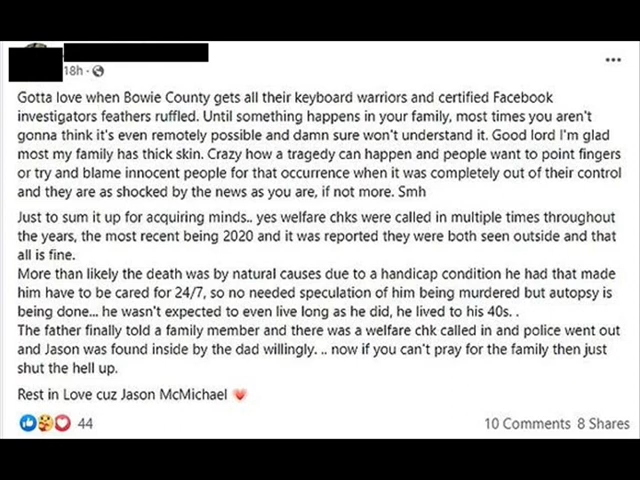 18h ·
...
Gotta love when Bowie County gets all their keyboard warriors and certified Facebook
investigators feathers ruffled. Until something happens in your family, most times you aren't
gonna think it's even remotely possible and damn sure won't understand it. Good lord I'm glad
most my family has thick skin. Crazy how a tragedy can happen and people want to point fingers
or try and blame innocent people for that occurrence when it was completely out of their control
and they are as shocked by the news as you are, if not more. Smh
Just to sum it up for acquiring minds.. yes welfare chks were called in multiple times throughout
the years, the most recent being 2020 and it was reported they were both seen outside and that
all is fine.
More than likely the death was by natural causes due to a handicap condition he had that made
him have to be cared for 24/7, so no needed speculation of him being murdered but autopsy is
being done... he wasn't expected to even live long as he did, he lived to his 40s. .
The father finally told a family member and there was a welfare chk called in and police went out
and Jason was found inside by the dad willingly. .. now if you can't pray for the family then just
shut the hell up.
Rest in Love cuz Jason McMichael 💗
44
10 Comments 8 Shares